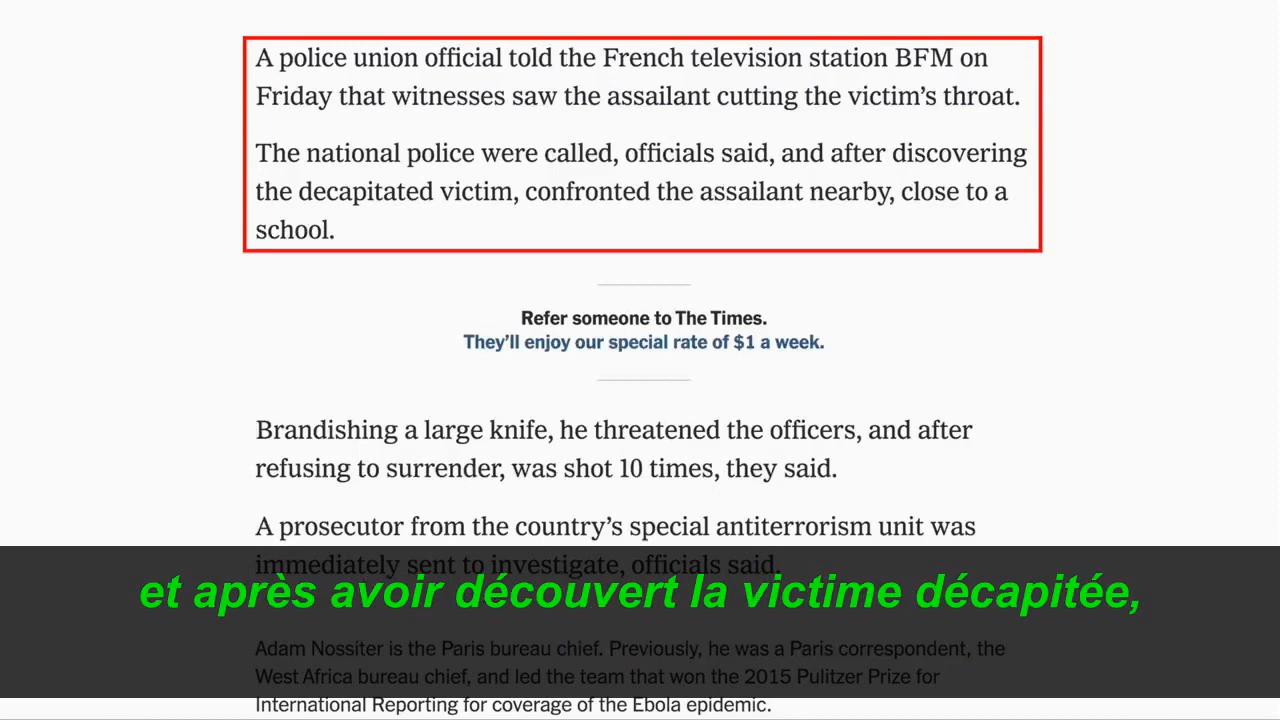 A police union official told the French television station BFM on
Friday that witnesses saw the assailant cutting the victim's throat.
The national police were called, officials said, and after discovering
the decapitated victim, confronted the assailant nearby, close to a
school.
Refer someone to The Times.
They'll enjoy our special rate of $1 a week.
Brandishing a large knife, he threatened the officers, and after
refusing to surrender, was shot 10 times, they said.
A prosecutor from the country's special antiterrorism unit was
immediately sent to investigate, officials said.
et après avoir découvert la victime décapitée,
Adam Nossiter is the Paris bureau chief. Previously, he was a Paris correspondent, the
West Africa bureau chief, and led the team that won the 2015 Pulitzer Prize for
International Reporting for coverage of the Ebola epidemic.